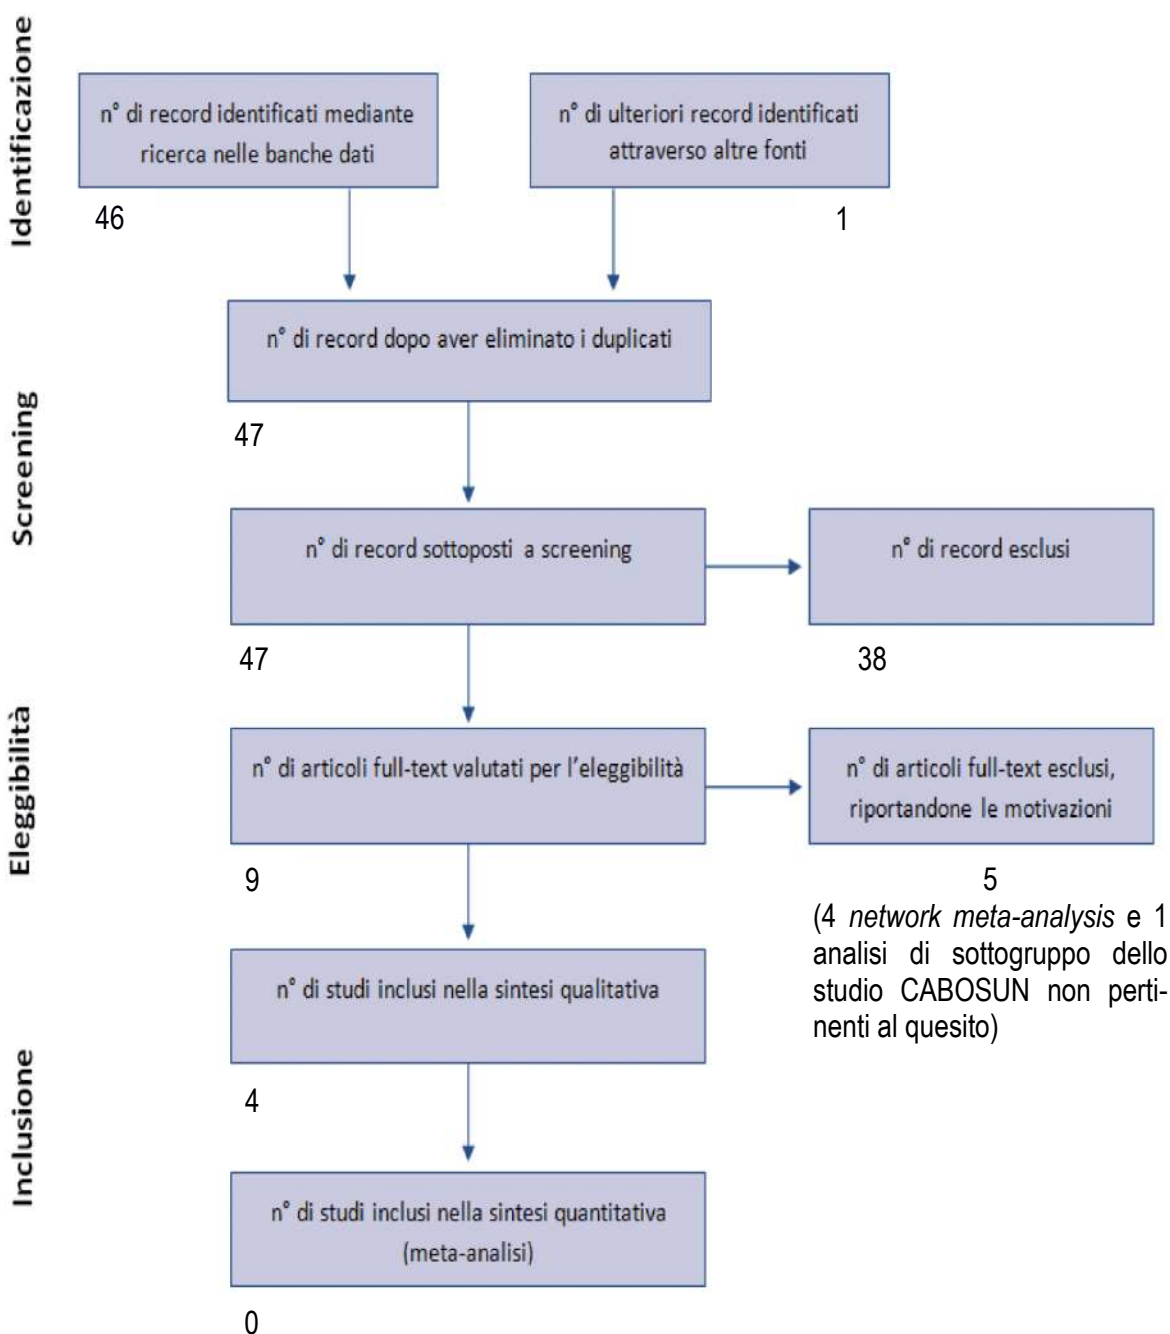 Identificazione
n° di record identificati mediante
ricerca nelle banche dati
n° di ulteriori record identificati
attraverso altre fonti
46
1
n° di record dopo aver eliminato i duplicati
47
Screening
n° di record sottoposti a screening
n° di record esclusi
47
38
Eleggibilità
n° di articoli full-text valutati per l'eleggibilità
n° di articoli full-text esclusi,
riportandone le motivazioni
9
5
(4 network meta-analysis e 1
analisi di sottogruppo dello
studio CABOSUN non perti-
nenti al quesito)
Inclusione
n° di studi inclusi nella sintesi qualitativa
4
n° di studi inclusi nella sintesi quantitativa
(meta-analisi)
0